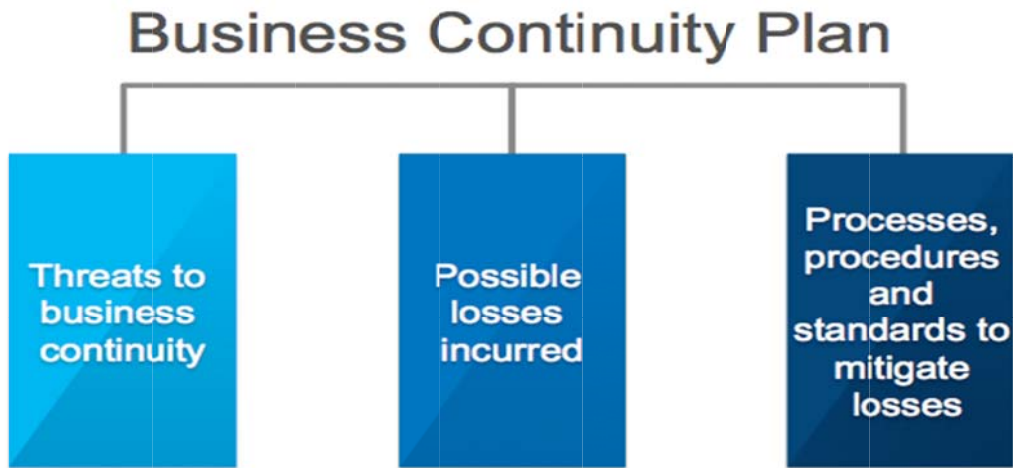 Business Continuity Plan
Threats to
business
continuity
Possible
losses
incurred
Processes,
procedures
and
standards to
mitigate
losses